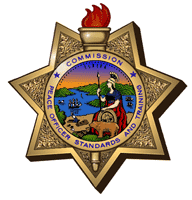 COMMISSION
PEACE OFFICER STANDARDS AND TRAINING